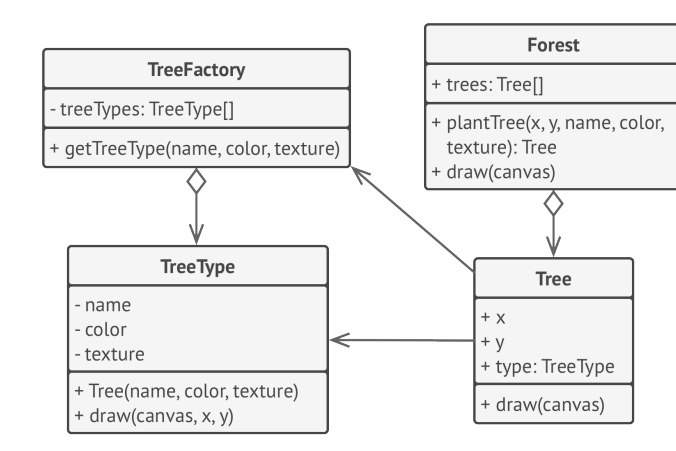 TreeFactory
- treeTypes: TreeType[]
+ getTreeType(name, color, texture)
Forest
+ trees: Tree[]
+ plantTree(x, y, name, color,
texture): Tree
+ draw(canvas)
TreeType
- name
- color
- texture
+ Tree(name, color, texture)
+ draw(canvas, x, y)
Tree
+ x
+ y
+ type: TreeType
+ draw(canvas)